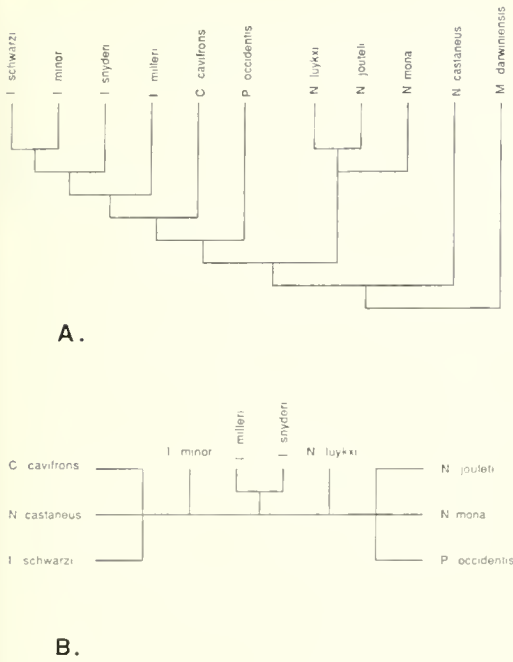 I schwarzi
I minor
I snyderi
I milleri
C cavifrons
P occidentis
N luykxi
N jouteli
N mona
N castaneus
M darwiniensis
A.
I minor
I milleri
I snyderi
N luykxi
C cavifrons
N castaneus
I schwarzi
N jouteli
N mona
P occidentis
B.